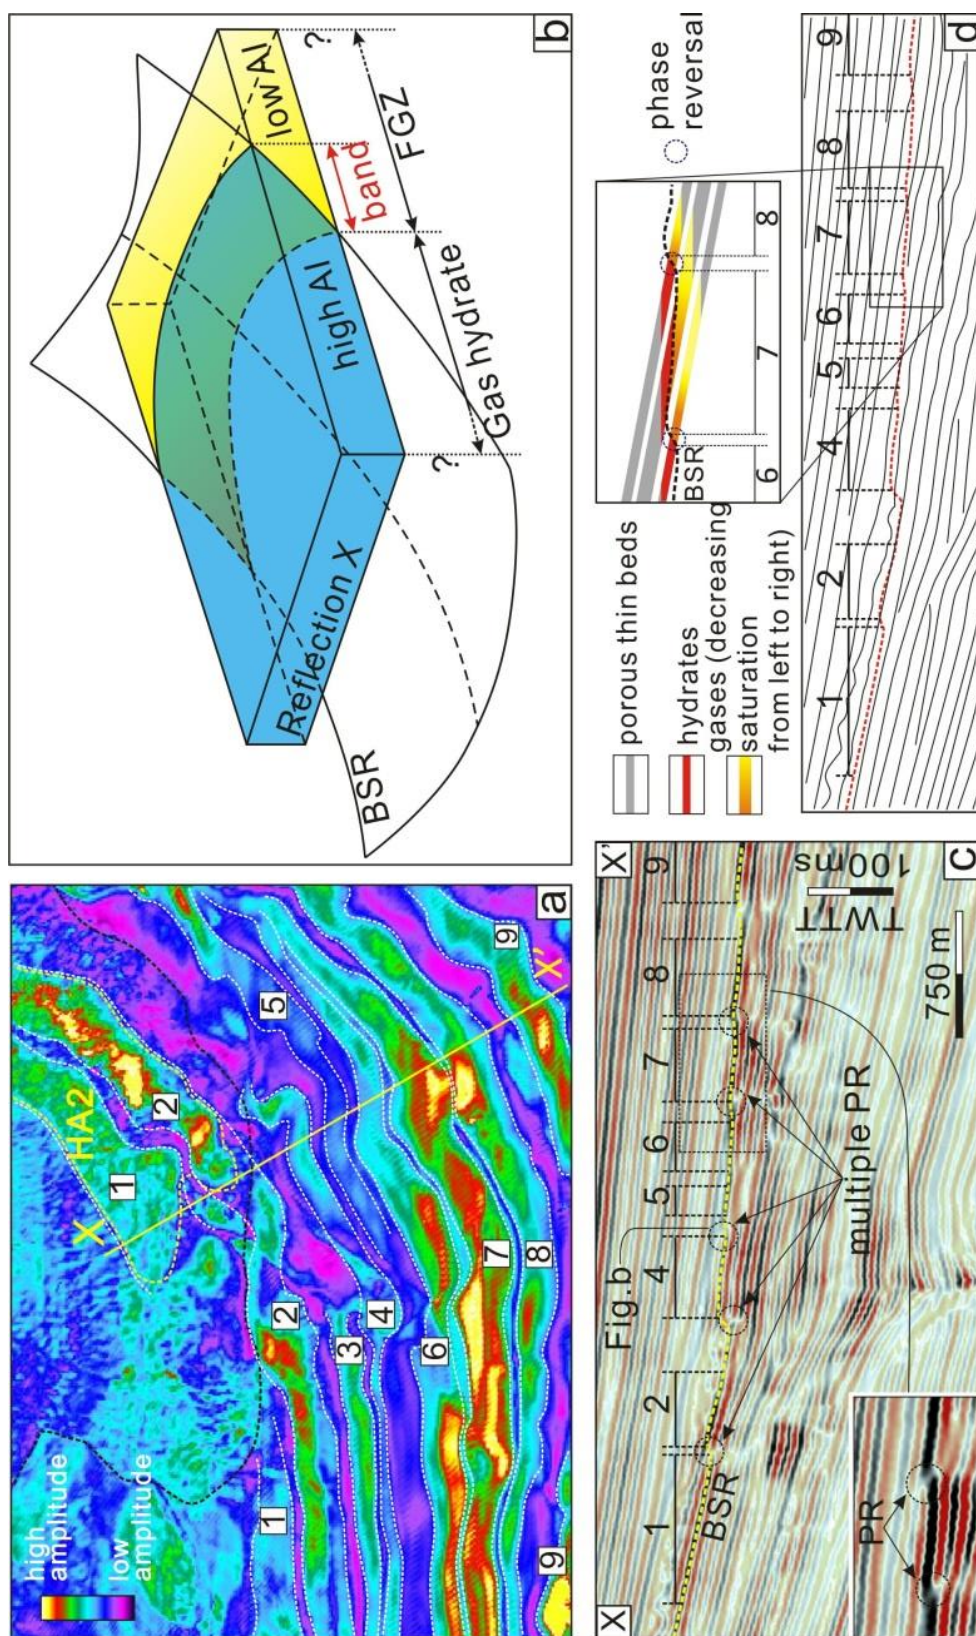 high
amplitude
low
amplitude
HA2
X
X'
1
2
1
2
3
4
5
6
7
8
9
9
a
Reflection X
BSR
high AI
low AI
band
FGZ
Gas hydrate
?
?
b
X
X'
1
2
4
5
6
7
8
9
Fig.b
BSR
multiple PR
PR
TWTT
100ms
750 m
c
porous thin beds
hydrates
gases (decreasing
saturation
from left to right)
BSR
6
7
8
phase
reversal
1
2
4
5
6
7
8
9
d